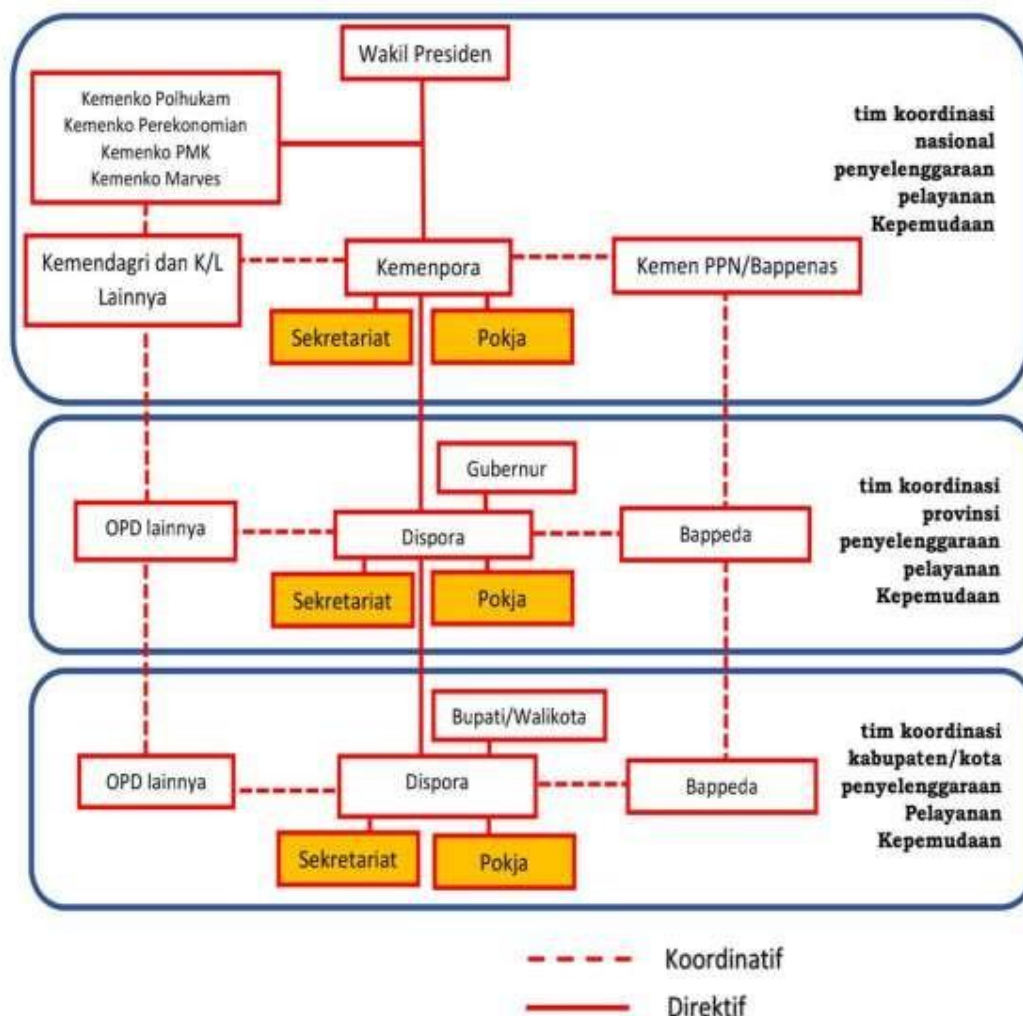 Wakil Presiden
Kemenko Polhukam
Kemenko Perekonomian
Kemenko PMK
Kemenko Marves
tim koordinasi
nasional
penyelenggaraan
pelayanan
Kepemudaan
Kemendagri dan K/L
Lainnya
Kemenpora
Kemen PPN/Bappenas
Sekretariat
Pokja
Gubernur
OPD lainnya
Dispora
Bappeda
Sekretariat
Pokja
tim koordinasi
provinsi
penyelenggaraan
pelayanan
Kepemudaan
Bupati/Walikota
OPD lainnya
Dispora
Bappeda
Sekretariat
Pokja
tim koordinasi
kabupaten/kota
penyelenggaraan
Pelayanan
Kepemudaan
Koordinatif
Direktif